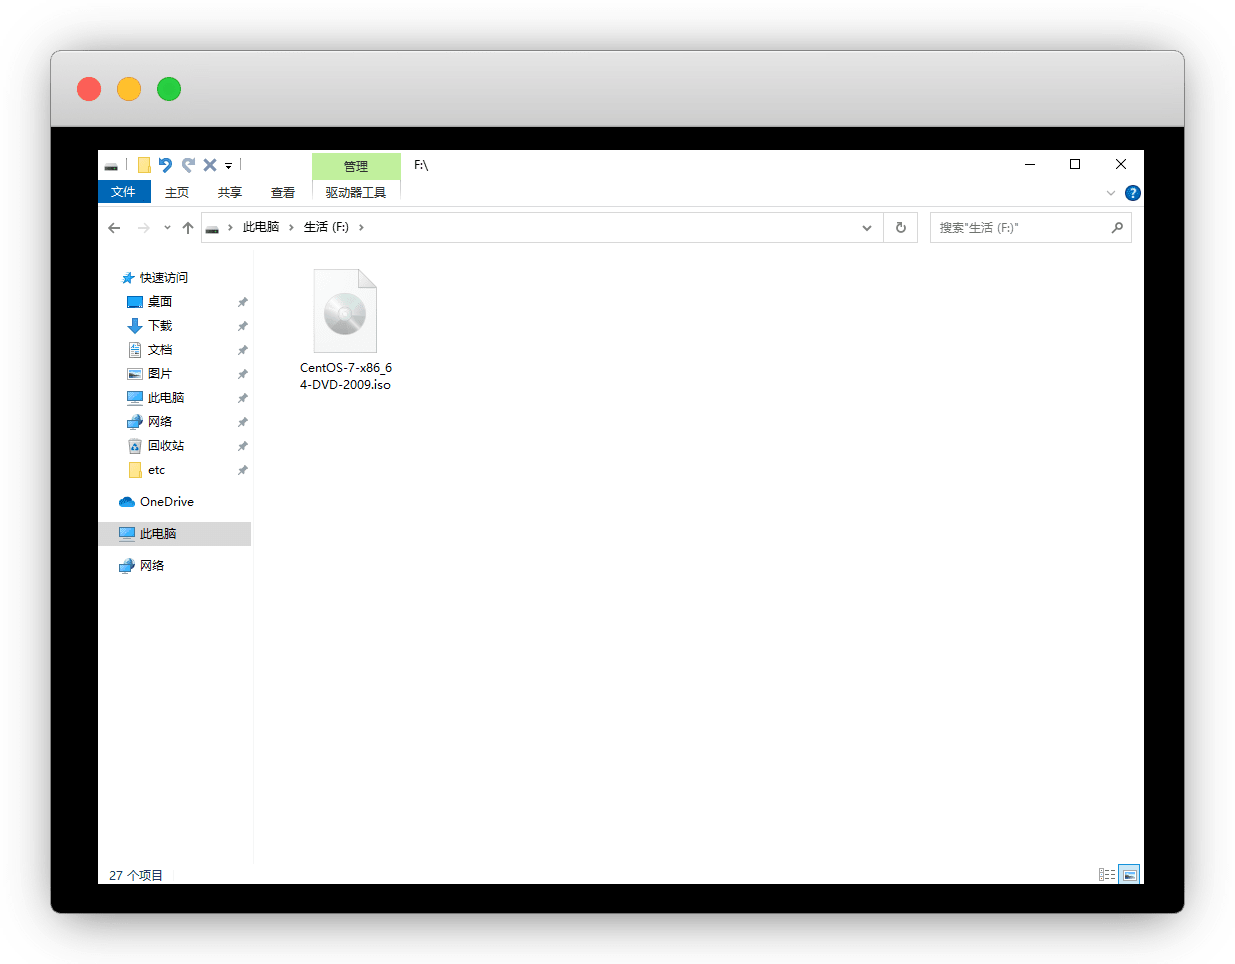 管理
F:\
文件
主页
共享
查看
驱动器工具
此电脑
生活 (F:)
搜索"生活 (F:)"
快速访问
桌面
下载
文档
图片
此电脑
网络
回收站
etc
OneDrive
此电脑
网络
CentOS-7-x86_6
4-DVD-2009.iso
27 个项目